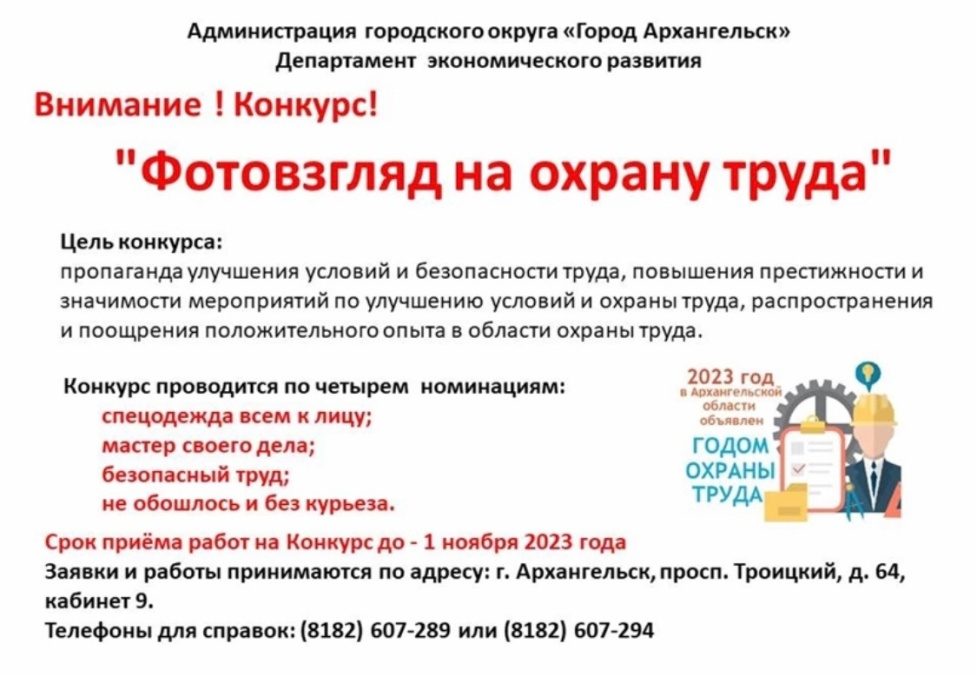 Администрация городского округа «Город Архангельск»
Департамент экономического развития
Внимание ! Конкурс!
"Фотовзгляд на охрану труда"
Цель конкурса:
пропаганда улучшения условий и безопасности труда, повышения престижности и
значимости мероприятий по улучшению условий и охраны труда, распространения
и поощрения положительного опыта в области охраны труда.
Конкурс проводится по четырем номинациям:
спецодежда всем к лицу;
мастер своего дела;
безопасный труд;
не обошлось и без курьеза.
2023 год
в Архангельской
области
объявлен
ГОДОМ
ОХРАНЫ
ТРУДА
Срок приёма работ на Конкурс до - 1 ноября 2023 года
Заявки и работы принимаются по адресу: г. Архангельск, просп. Троицкий, д. 64,
кабинет 9.
Телефоны для справок: (8182) 607-289 или (8182) 607-294